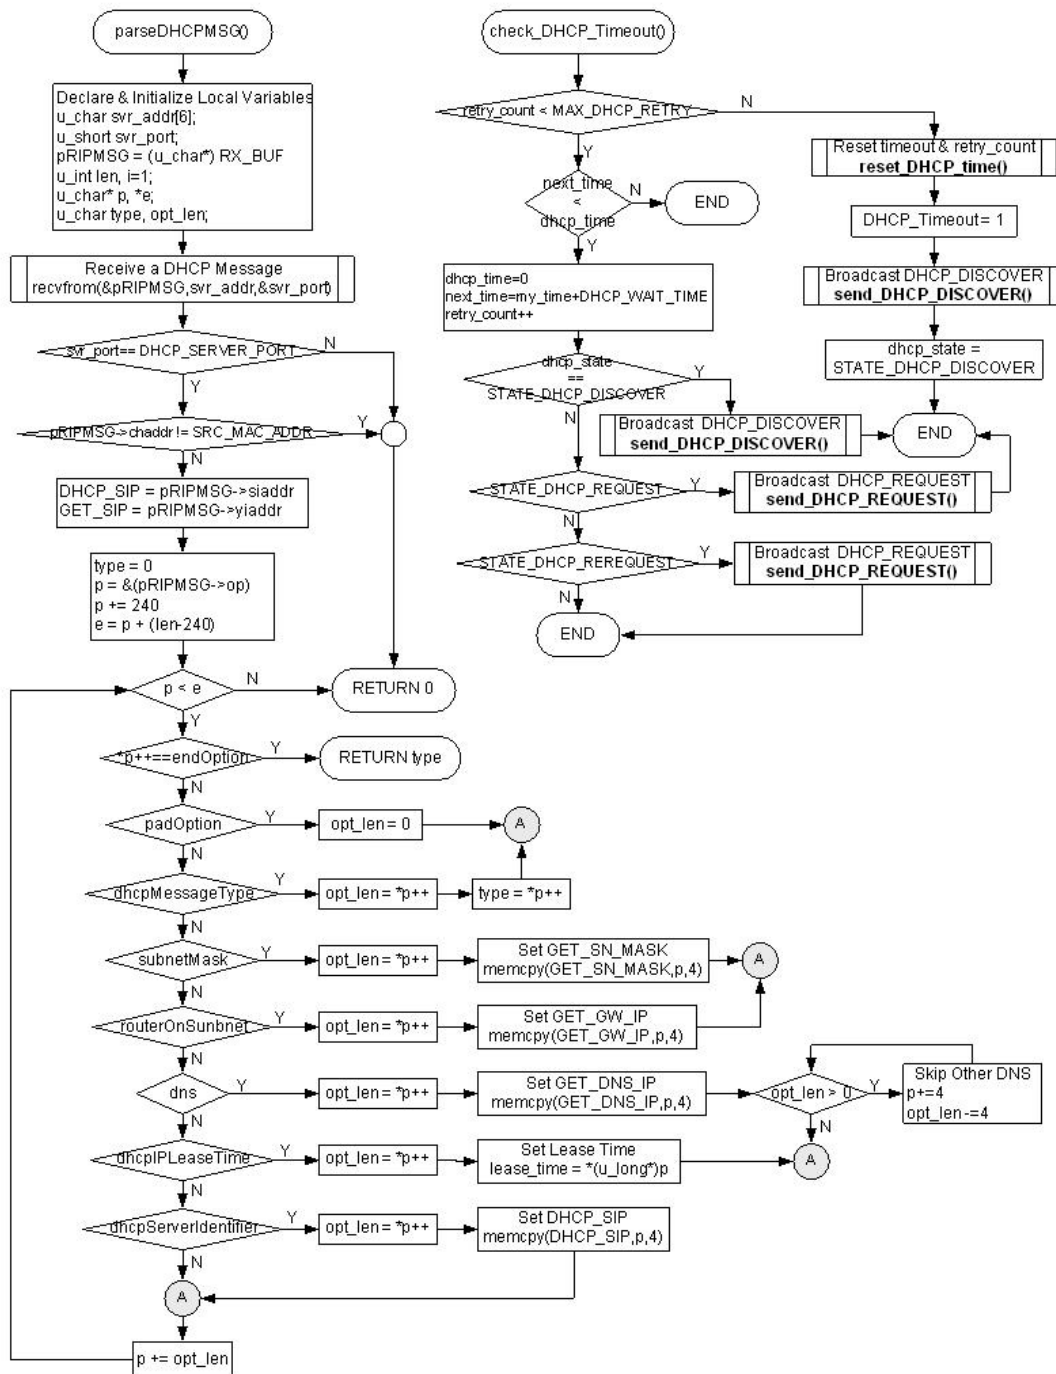 parseDHCPMSG()
Declare & Initialize Local Variables
u_char svr_addr[6];
u_short svr_port;
pRIPMSG = (u_char*) RX_BUF
u_int len, i=1;
u_char* p, *e;
u_char type, opt_len;
Receive a DHCP Message
recvfrom(&pRIPMSG,svr_addr,&svr_port)
svr_port== DHCP_SERVER_PORT
N
Y
pRIPMSG->chaddr!= SRC_MAC_ADDR
Y
N
DHCP_SIP = pRIPMSG->siaddr
GET_SIP = pRIPMSG->yiaddr
type = 0
p = &(pRIPMSG->op)
p += 240
e = p + (len-240)
p < e
N
RETURN 0
Y
*p++==endOption
Y
RETURN type
N
padOption
Y
opt_len= 0
A
N
dhcpMessageType
Y
opt_len= *p++
type = *p++
N
subnetMask
Y
opt_len= *p++
Set GET_SN_MASK
memcpy(GET_SN_MASK,p,4)
A
N
routerOnSunbnet
Y
opt_len= *p++
Set GET_GW_IP
memcpy(GET_GW_IP,p,4)
N
dns
Y
opt_len= *p++
Set GET_DNS_IP
memcpy(GET_DNS_IP,p,4)
opt_len > 0
Y
Skip Other DNS
p+=4
opt_len-=4
N
A
N
dhcpIPLeaseTime
Y
opt_len= *p++
Set Lease Time
lease_time = *(u_long*)p
N
dhcpServerIdentifier
Y
opt_len= *p++
Set DHCP_SIP
memcpy(DHCP_SIP,p,4)
N
A
p += opt_len
check_DHCP_Timeout()
retry_count < MAX_DHCP_RETRY
N
Y
next_time
<
dhcp_time
N
END
Y
dhcp_time=0
next_time=my_time+DHCP_WAIT_TIME
retry_count++
dhcp_state
==
STATE_DHCP_DISCOVER
Y
N
Broadcast DHCP_DISCOVER
send_DHCP_DISCOVER()
STATE_DHCP_REQUEST
Y
Broadcast DHCP_REQUEST
send_DHCP_REQUEST()
N
STATE_DHCP_REREQUEST
Y
Broadcast DHCP_REQUEST
send_DHCP_REQUEST()
N
END
Reset timeout & retry_count
reset_DHCP_time()
DHCP_Timeout= 1
Broadcast DHCP_DISCOVER
send_DHCP_DISCOVER()
dhcp_state =
STATE_DHCP_DISCOVER
END